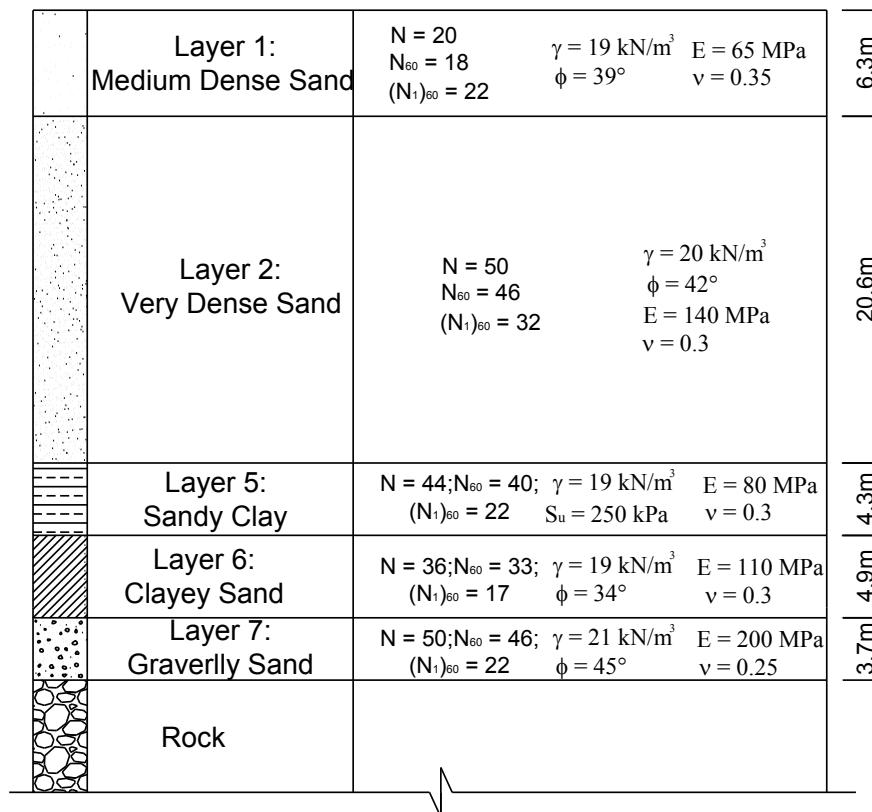 Layer 1:
Medium Dense Sand
N = 20
N₆₀ = 18
(N₁)₆₀ = 22
γ = 19 kN/m³ E = 65 MPa
ϕ = 39° ν = 0.35
6.3m
Layer 2:
Very Dense Sand
N = 50
N₆₀ = 46
(N₁)₆₀ = 32
γ = 20 kN/m³
ϕ = 42°
E = 140 MPa
ν = 0.3
20.6m
Layer 5:
Sandy Clay
N = 44;N₆₀ = 40; γ = 19 kN/m³ E = 80 MPa
(N₁)₆₀ = 22 Sᵤ = 250 kPa ν = 0.3
4.3m
Layer 6:
Clayey Sand
N = 36;N₆₀ = 33; γ = 19 kN/m³ E = 110 MPa
(N₁)₆₀ = 17 ϕ = 34° ν = 0.3
4.9m
Layer 7:
Graverlly Sand
N = 50;N₆₀ = 46; γ = 21 kN/m³ E = 200 MPa
(N₁)₆₀ = 22 ϕ = 45° ν = 0.25
3.7m
Rock